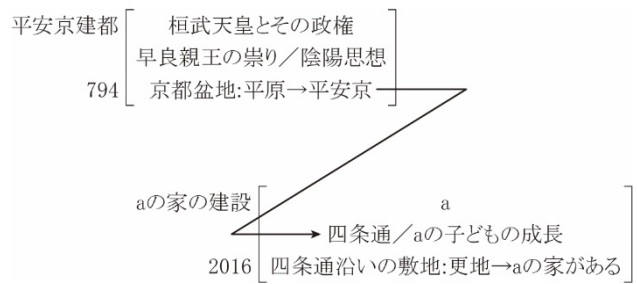 平安京建都
桓武天皇とその政権
早良親王の祟り／陰陽思想
794 京都盆地:平原→平安京
aの家の建設
a
四条通／aの子どもの成長
2016 四条通沿いの敷地:更地→aの家がある